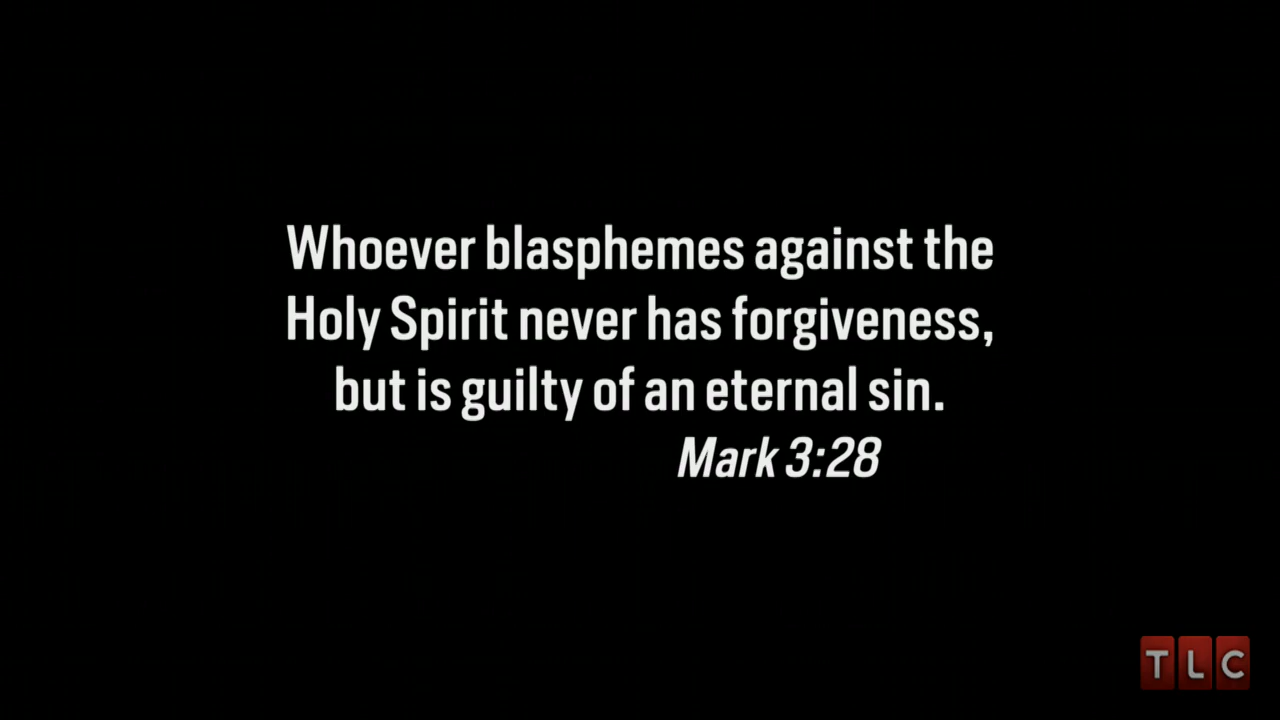 Whoever blasphemes against the
Holy Spirit never has forgiveness,
but is guilty of an eternal sin.
Mark 3:28
TLC